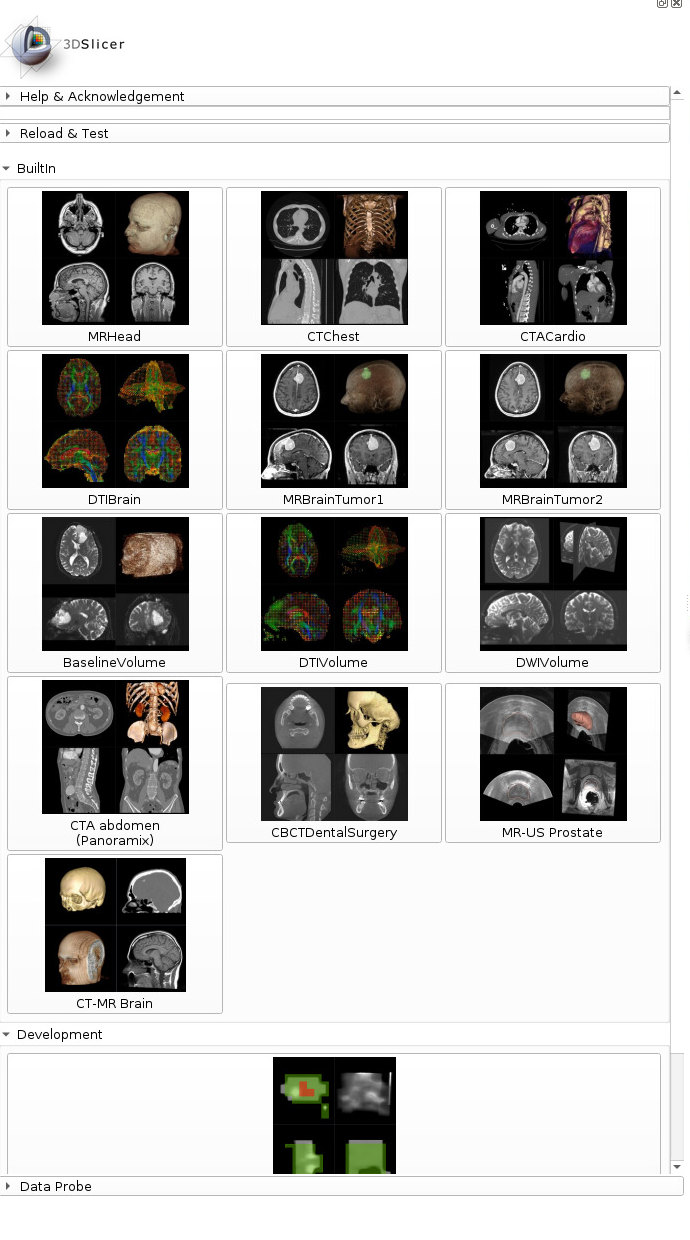 3DSlicer
Help & Acknowledgement
Reload & Test
BuiltIn
MRHead
CTChest
CTACardio
DTIBrain
MRBrainTumor1
MRBrainTumor2
BaselineVolume
DTIVolume
DWIVolume
CTA abdomen
(Panoramix)
CBCTDentalSurgery
MR-US Prostate
CT-MR Brain
Development
Data Probe